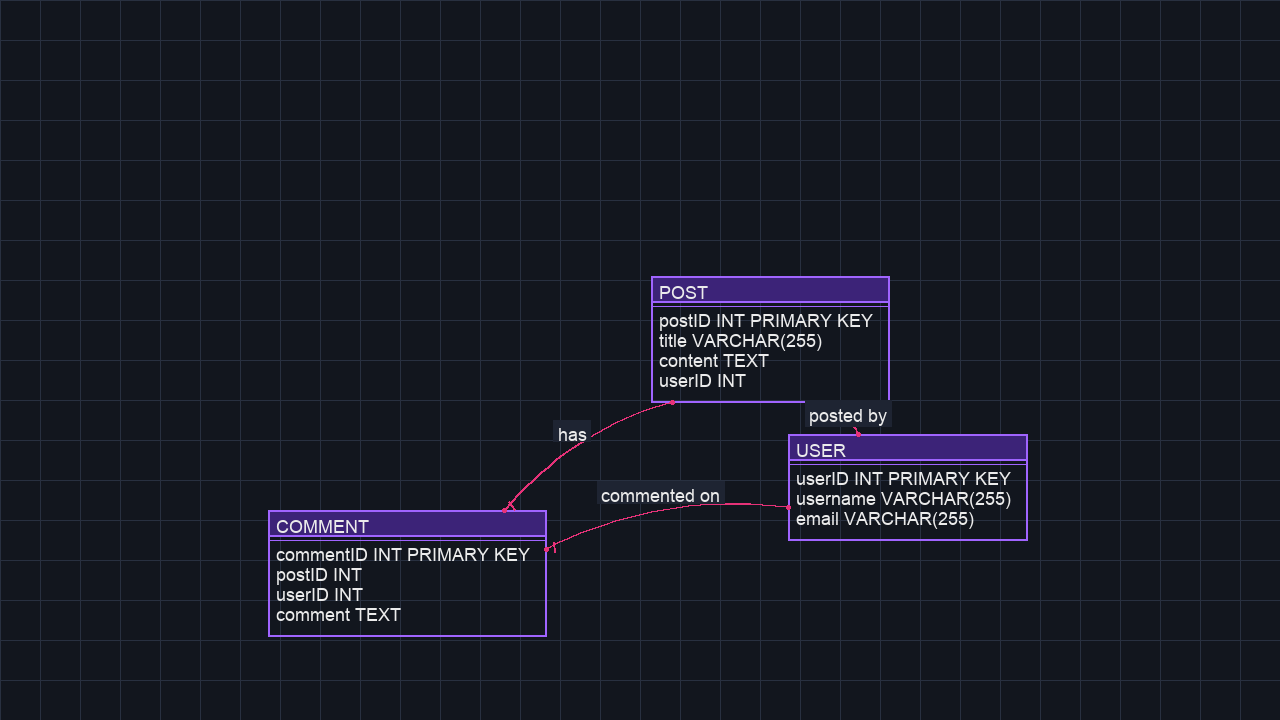 POST
postID INT PRIMARY KEY
title VARCHAR(255)
content TEXT
userID INT
posted by
has
USER
userID INT PRIMARY KEY
username VARCHAR(255)
email VARCHAR(255)
commented on
COMMENT
commentID INT PRIMARY KEY
postID INT
userID INT
comment TEXT